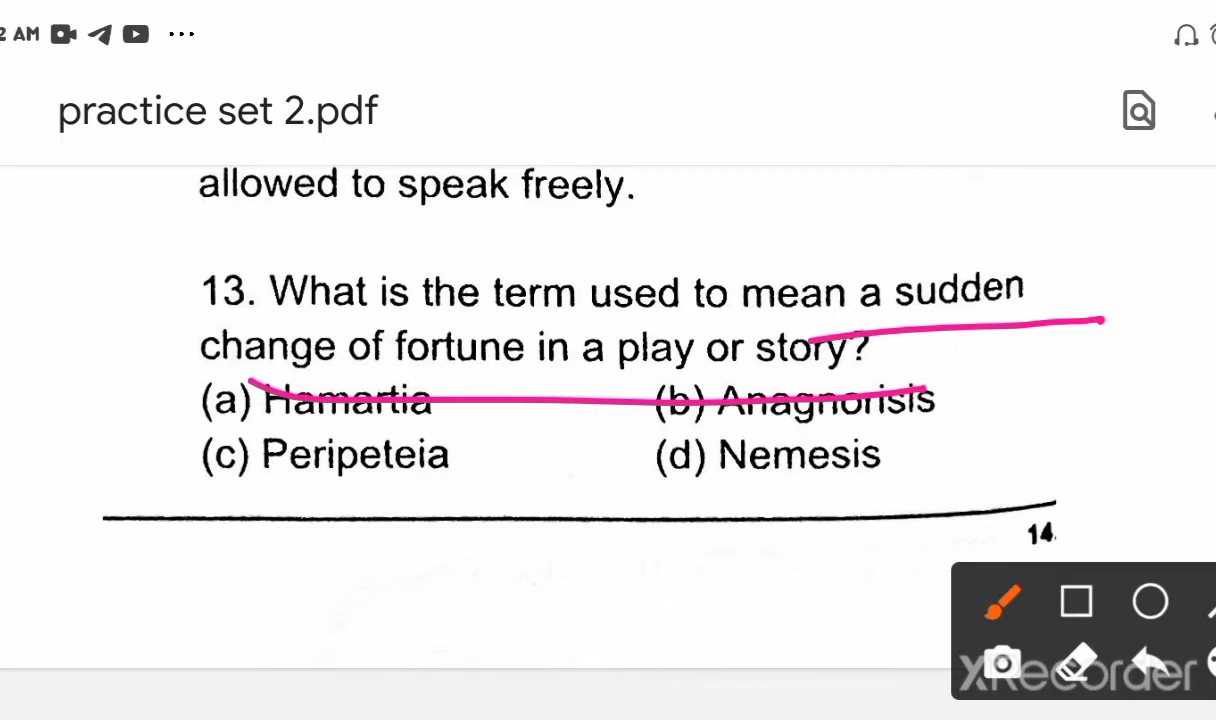 2 AM ...
practice set 2.pdf
allowed to speak freely.
13. What is the term used to mean a sudden
change of fortune in a play or story?
(a) Hamartia (b) Anagnorisis
(c) Peripeteia (d) Nemesis
14.
XRecorder